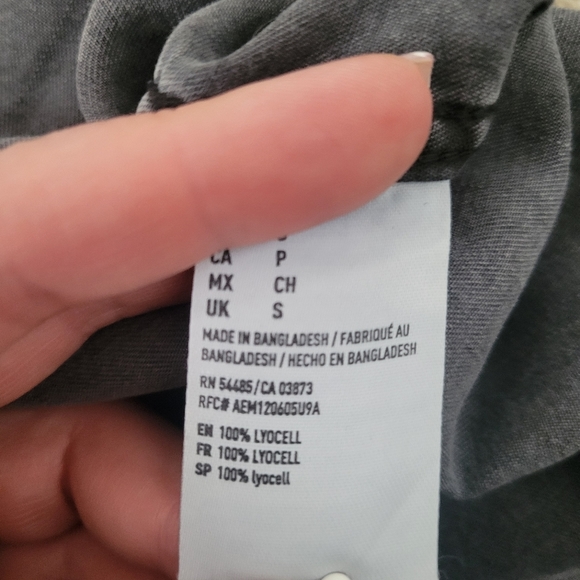 CA P
MX CH
UK S
MADE IN BANGLADESH / FABRIQUÉ AU
BANGLADESH / HECHO EN BANGLADESH
RN 54485/CA 03873
RFC# AEM120605U9A
EN 100% LYOCELL
FR 100% LYOCELL
SP 100% lyocell